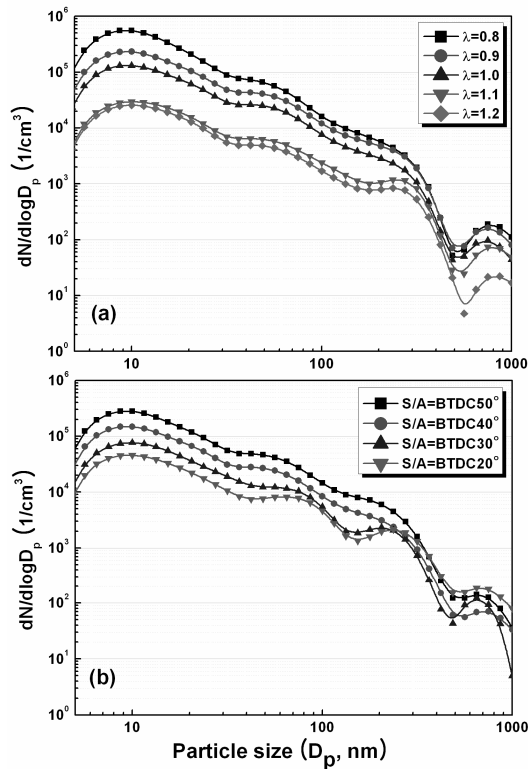 10⁶
10⁵
10⁴
10³
10²
10¹
10⁰
dN/dlogDₚ (1/cm³)
λ=0.8
λ=0.9
λ=1.0
λ=1.1
λ=1.2
(a)
10 100 1000
10⁶
10⁵
10⁴
10³
10²
10¹
10⁰
dN/dlogDₚ (1/cm³)
S/A=BTDC50°
S/A=BTDC40°
S/A=BTDC30°
S/A=BTDC20°
(b)
10 100 1000
Particle size (Dₚ, nm)